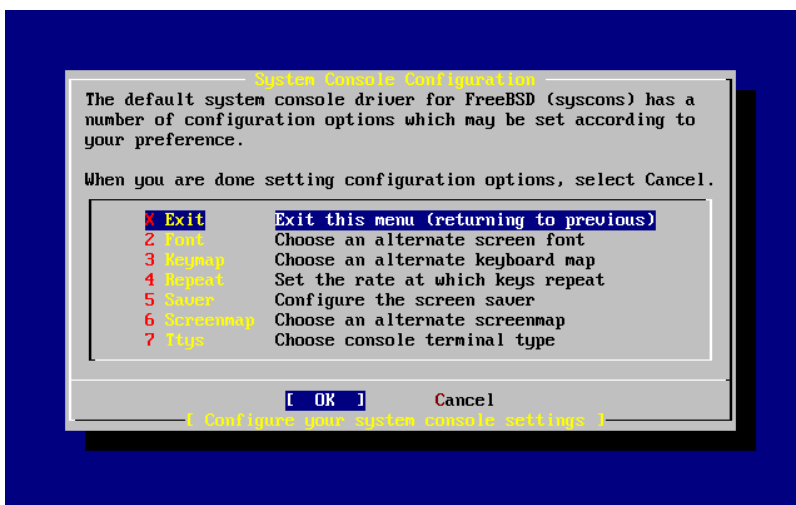 System Console Configuration
The default system console driver for FreeBSD (syscons) has a
number of configuration options which may be set according to
your preference.
When you are done setting configuration options, select Cancel.
X Exit Exit this menu (returning to previous)
2 Font Choose an alternate screen font
3 Keymap Choose an alternate keyboard map
4 Repeat Set the rate at which keys repeat
5 Saver Configure the screen saver
6 Screenmap Choose an alternate screenmap
7 Ttys Choose console terminal type
[ OK ] Cancel
[ Configure your system console settings ]